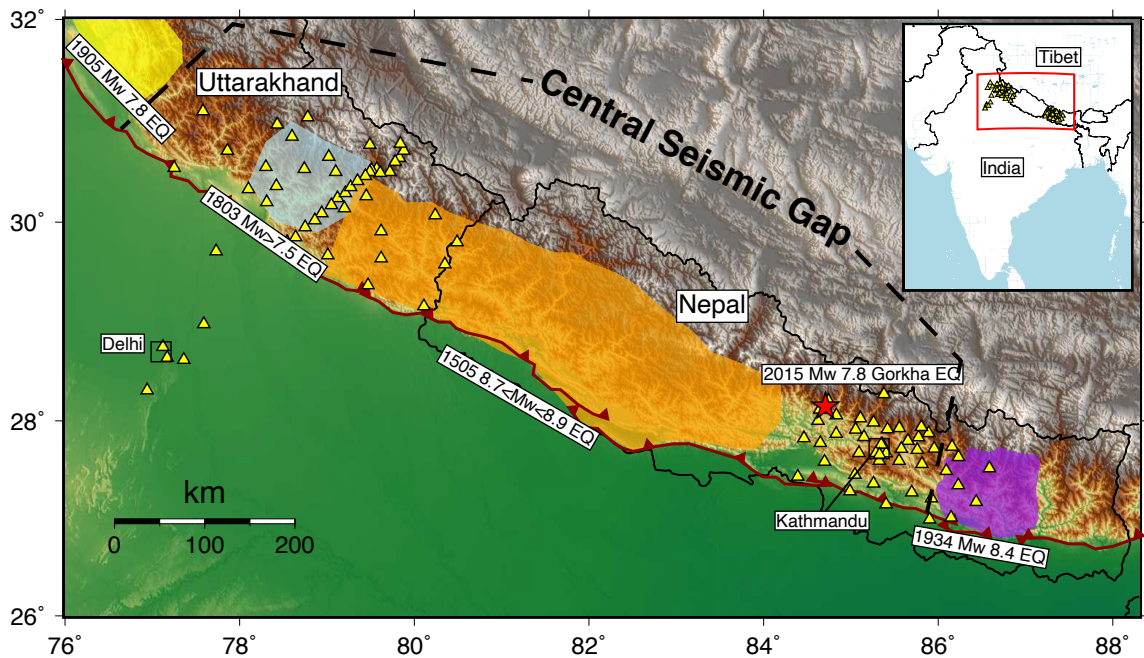 32˚
1905 Mw 7.8 EQ
Uttarakhand
Central Seismic Gap
Tibet
India
30˚
1803 Mw>7.5 EQ
Nepal
Delhi
2015 Mw 7.8 Gorkha EQ
1505 8.7<Mw<8.9 EQ
28˚
km
0 100 200
Kathmandu
1934 Mw 8.4 EQ
26˚
76˚ 78˚ 80˚ 82˚ 84˚ 86˚ 88˚